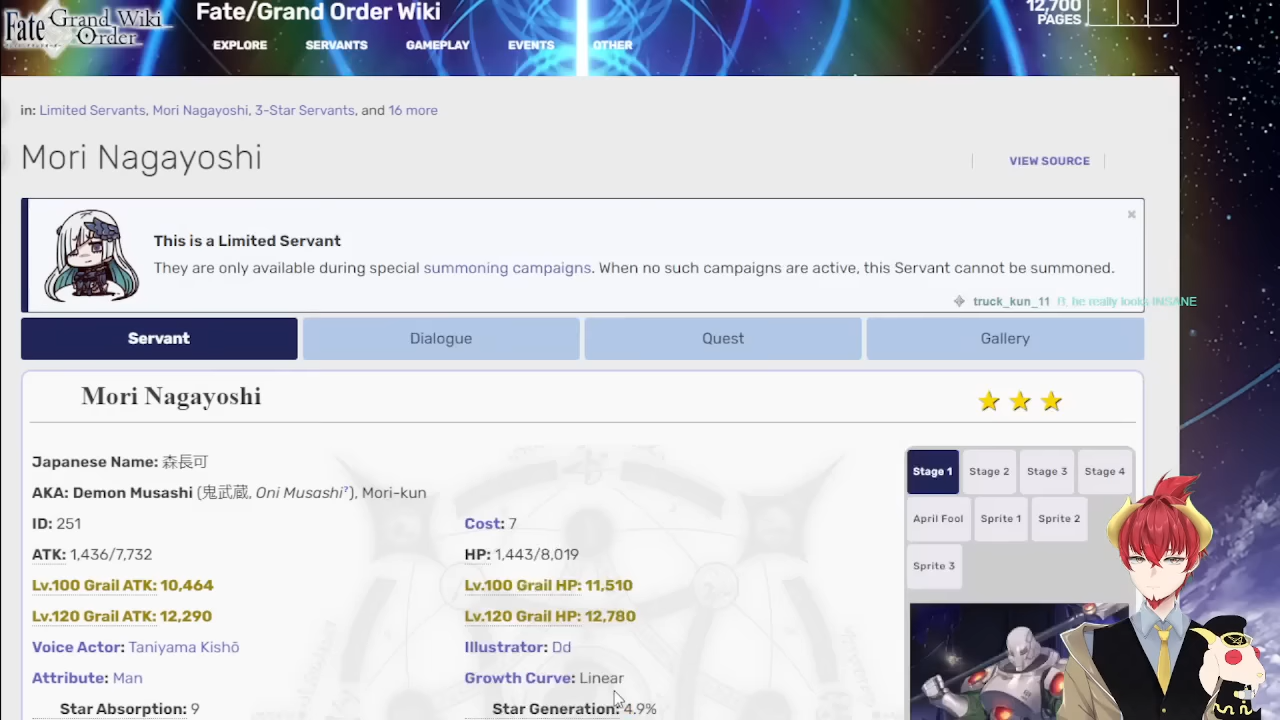 Fate/Grand Order Wiki
Fate
Grand
Order
Wiki
12,700
PAGES
EXPLORE SERVANTS GAMEPLAY EVENTS OTHER
in: Limited Servants, Mori Nagayoshi, 3-Star Servants, and 16 more
Mori Nagayoshi
VIEW SOURCE
This is a Limited Servant
They are only available during special summoning campaigns. When no such campaigns are active, this Servant cannot be summoned.
truck_kun_11 B, he really looks INSANE
Servant Dialogue Quest Gallery
Mori Nagayoshi
Japanese Name: 森長可
AKA: Demon Musashi (鬼武蔵, Oni Musashi?), Mori-kun
ID: 251 Cost: 7
ATK: 1,436/7,732 HP: 1,443/8,019
Lv.100 Grail ATK: 10,464 Lv.100 Grail HP: 11,510
Lv.120 Grail ATK: 12,290 Lv.120 Grail HP: 12,780
Voice Actor: Taniyama Kishō Illustrator: Dd
Attribute: Man Growth Curve: Linear
Star Absorption: 9 Star Generation: 4.9%
Stage 1 Stage 2 Stage 3 Stage 4
April Fool Sprite 1 Sprite 2
Sprite 3